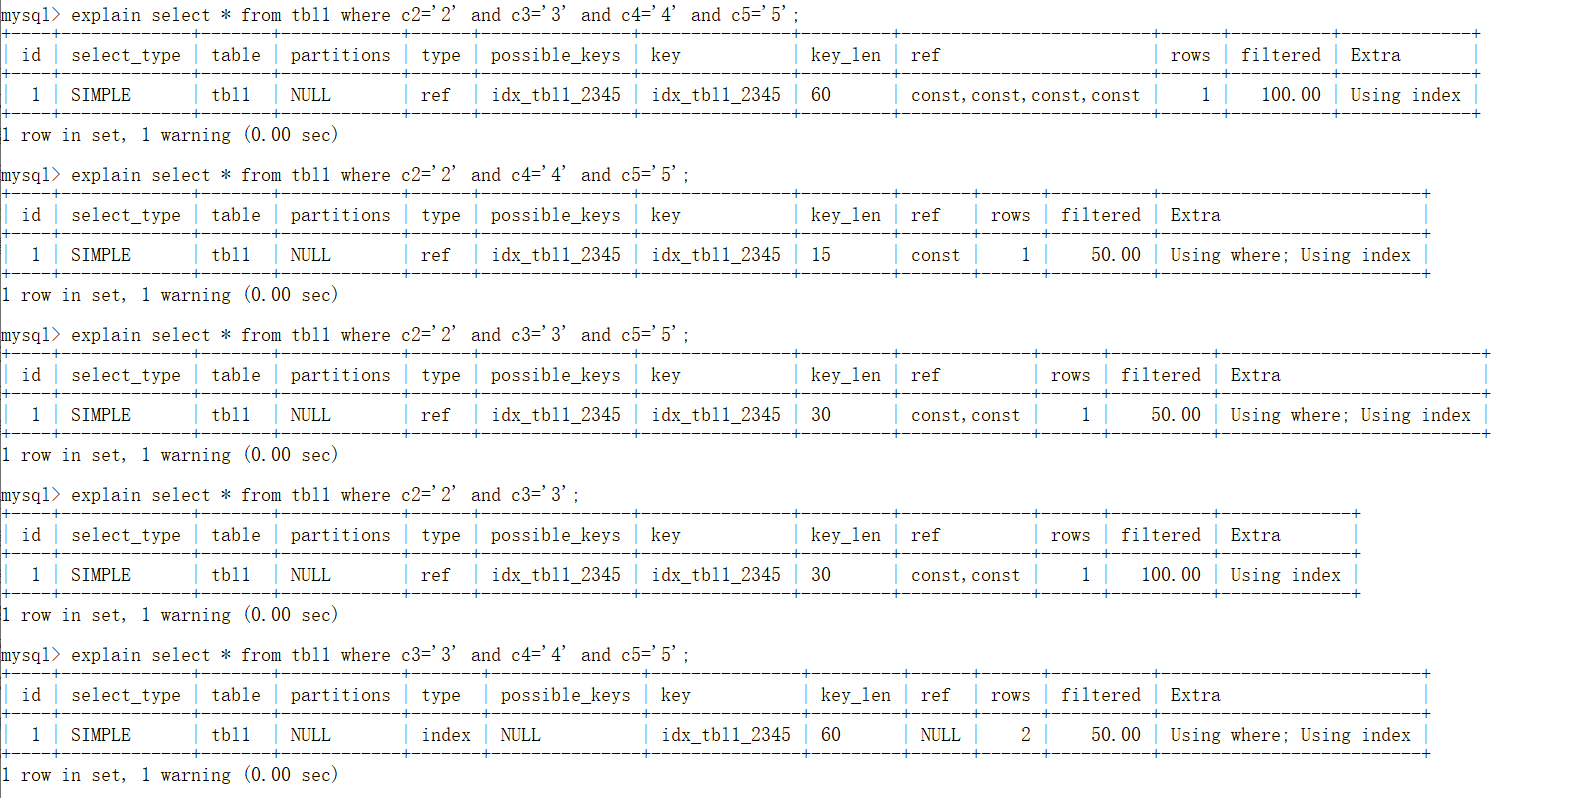 mysql> explain select * from tbl1 where c2='2' and c3='3' and c4='4' and c5='5';
+----+-------------+-------+------------+------+---------------+---------------+---------+-------------------------+------+----------+-------------+
| id | select_type | table | partitions | type | possible_keys | key           | key_len | ref                     | rows | filtered | Extra       |
+----+-------------+-------+------------+------+---------------+---------------+---------+-------------------------+------+----------+-------------+
|  1 | SIMPLE      | tbl1  | NULL       | ref  | idx_tbl1_2345 | idx_tbl1_2345 | 60      | const,const,const,const |    1 |   100.00 | Using index |
+----+-------------+-------+------------+------+---------------+---------------+---------+-------------------------+------+----------+-------------+
1 row in set, 1 warning (0.00 sec)
mysql> explain select * from tbl1 where c2='2' and c4='4' and c5='5';
+----+-------------+-------+------------+------+---------------+---------------+---------+-------+------+----------+--------------------------+
| id | select_type | table | partitions | type | possible_keys | key           | key_len | ref   | rows | filtered | Extra                    |
+----+-------------+-------+------------+------+---------------+---------------+---------+-------+------+----------+--------------------------+
|  1 | SIMPLE      | tbl1  | NULL       | ref  | idx_tbl1_2345 | idx_tbl1_2345 | 15      | const |    1 |    50.00 | Using where; Using index |
+----+-------------+-------+------------+------+---------------+---------------+---------+-------+------+----------+--------------------------+
1 row in set, 1 warning (0.00 sec)
mysql> explain select * from tbl1 where c2='2' and c3='3' and c5='5';
+----+-------------+-------+------------+------+---------------+---------------+---------+-------------+------+----------+--------------------------+
| id | select_type | table | partitions | type | possible_keys | key           | key_len | ref         | rows | filtered | Extra                    |
+----+-------------+-------+------------+------+---------------+---------------+---------+-------------+------+----------+--------------------------+
|  1 | SIMPLE      | tbl1  | NULL       | ref  | idx_tbl1_2345 | idx_tbl1_2345 | 30      | const,const |    1 |    50.00 | Using where; Using index |
+----+-------------+-------+------------+------+---------------+---------------+---------+-------------+------+----------+--------------------------+
1 row in set, 1 warning (0.00 sec)
mysql> explain select * from tbl1 where c2='2' and c3='3';
+----+-------------+-------+------------+------+---------------+---------------+---------+-------------+------+----------+-------------+
| id | select_type | table | partitions | type | possible_keys | key           | key_len | ref         | rows | filtered | Extra       |
+----+-------------+-------+------------+------+---------------+---------------+---------+-------------+------+----------+-------------+
|  1 | SIMPLE      | tbl1  | NULL       | ref  | idx_tbl1_2345 | idx_tbl1_2345 | 30      | const,const |    1 |   100.00 | Using index |
+----+-------------+-------+------------+------+---------------+---------------+---------+-------------+------+----------+-------------+
1 row in set, 1 warning (0.00 sec)
mysql> explain select * from tbl1 where c3='3' and c4='4' and c5='5';
+----+-------------+-------+------------+-------+---------------+---------------+---------+------+------+----------+--------------------------+
| id | select_type | table | partitions | type  | possible_keys | key           | key_len | ref  | rows | filtered | Extra                    |
+----+-------------+-------+------------+-------+---------------+---------------+---------+------+------+----------+--------------------------+
|  1 | SIMPLE      | tbl1  | NULL       | index | NULL          | idx_tbl1_2345 | 60      | NULL |    2 |    50.00 | Using where; Using index |
+----+-------------+-------+------------+-------+---------------+---------------+---------+------+------+----------+--------------------------+
1 row in set, 1 warning (0.00 sec)